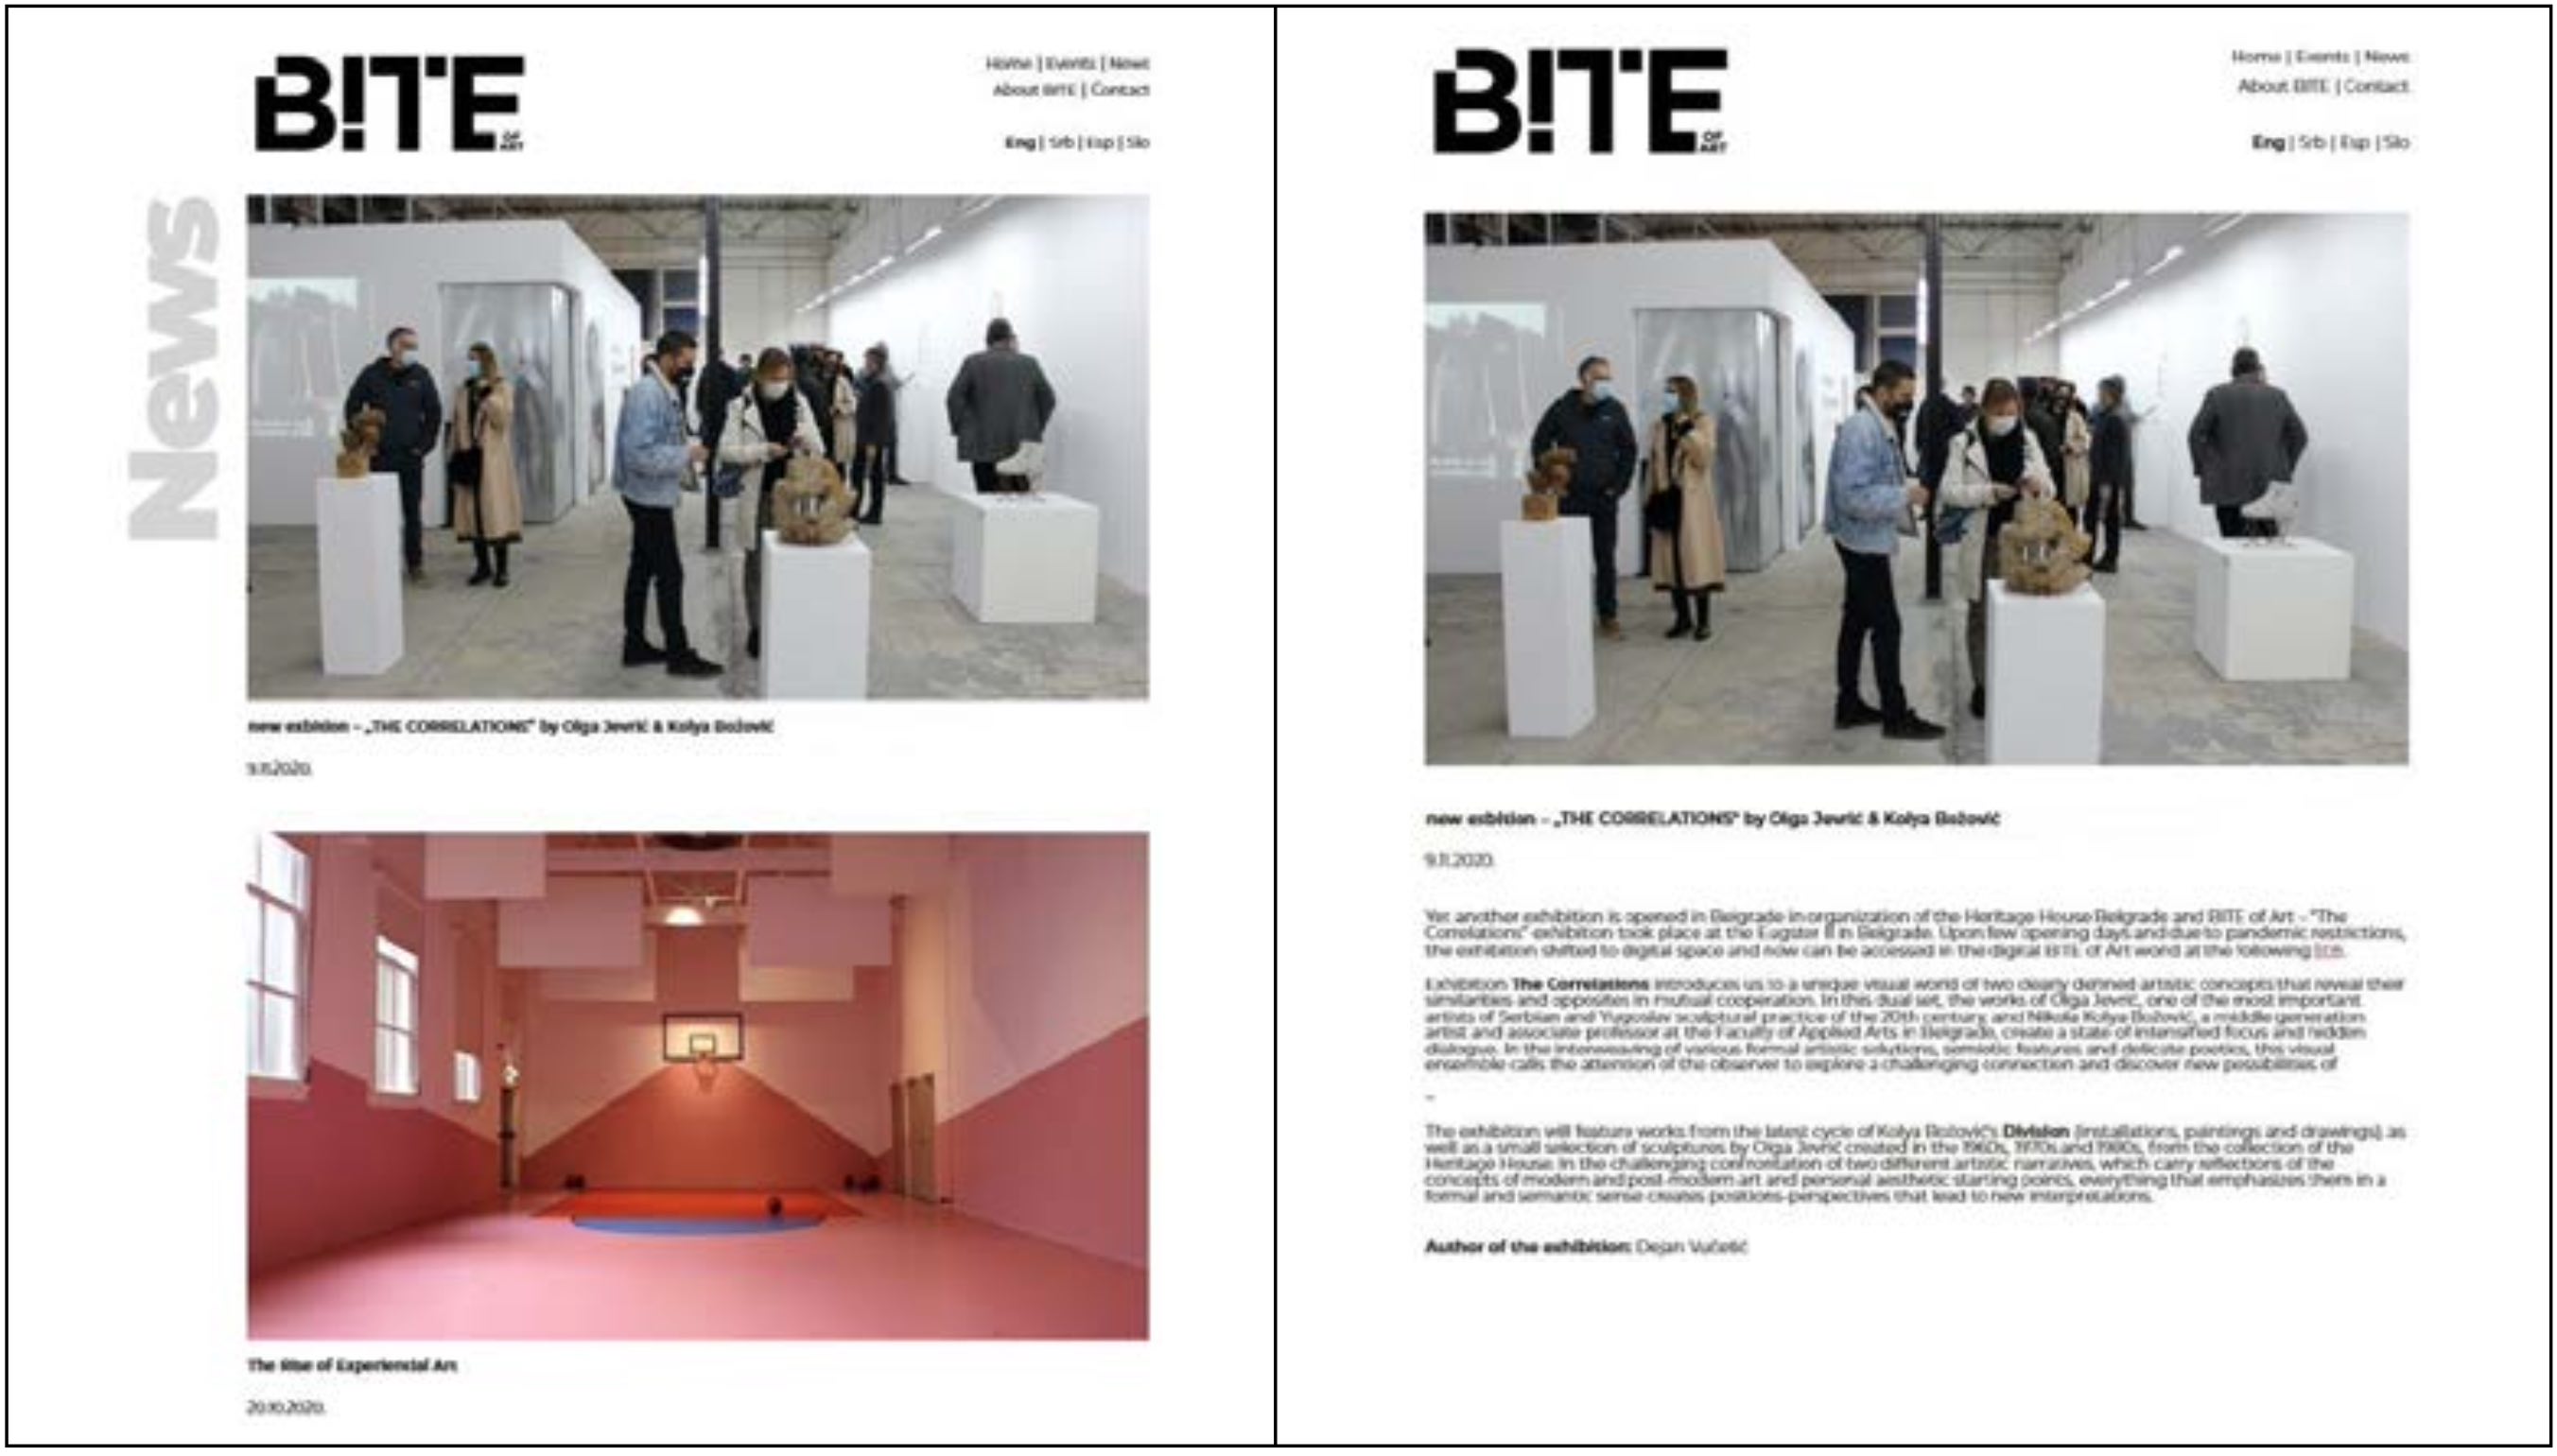 B!TE OF ART
Home | Events | News
About BITE | Contact
Eng | Srb | Esp | Slo
News
new exbition – „THE CORRELATIONS" by Olga Jevrić & Kolya Božović
9.11.2020.
The Rise of Experiential Art
20.10.2020.
B!TE OF ART
Home | Events | News
About BITE | Contact
Eng | Srb | Esp | Slo
new exbition – „THE CORRELATIONS" by Olga Jevrić & Kolya Božović
9.11.2020.
Yet another exhibition is opened in Belgrade in organization of the Heritage House Belgrade and BITE of Art – "The
Correlations" exhibition took place at the Eugster II in Belgrade. Upon few opening days and due to pandemic restrictions,
the exhibition shifted to digital space and now can be accessed in the digital BITE of Art world at the following link.
Exhibition The Correlations introduces us to a unique visual world of two clearly defined artistic concepts that reveal their
similarities and opposites in mutual cooperation. In this dual set, the works of Olga Jevrić, one of the most important
artists of Serbian and Yugoslav sculptural practice of the 20th century, and Nikola Kolya Božović, a middle generation
artist and associate professor at the Faculty of Applied Arts in Belgrade, create a state of intensified focus and hidden
dialogue. In the interweaving of various formal artistic solutions, semiotic features and delicate poetics, this visual
ensemble calls the attention of the observer to explore a challenging connection and discover new possibilities of
–
The exhibition will feature works from the latest cycle of Kolya Božović's Division (installations, paintings and drawings), as
well as a small selection of sculptures by Olga Jevrić created in the 1960s, 1970s and 1980s, from the collection of the
Heritage House. In the challenging confrontation of two different artistic narratives, which carry reflections of the
concepts of modern and post-modern art and personal aesthetic starting points, everything that emphasizes them in a
formal and semantic sense creates positions-perspectives that lead to new interpretations.
Author of the exhibition: Dejan Vučetić